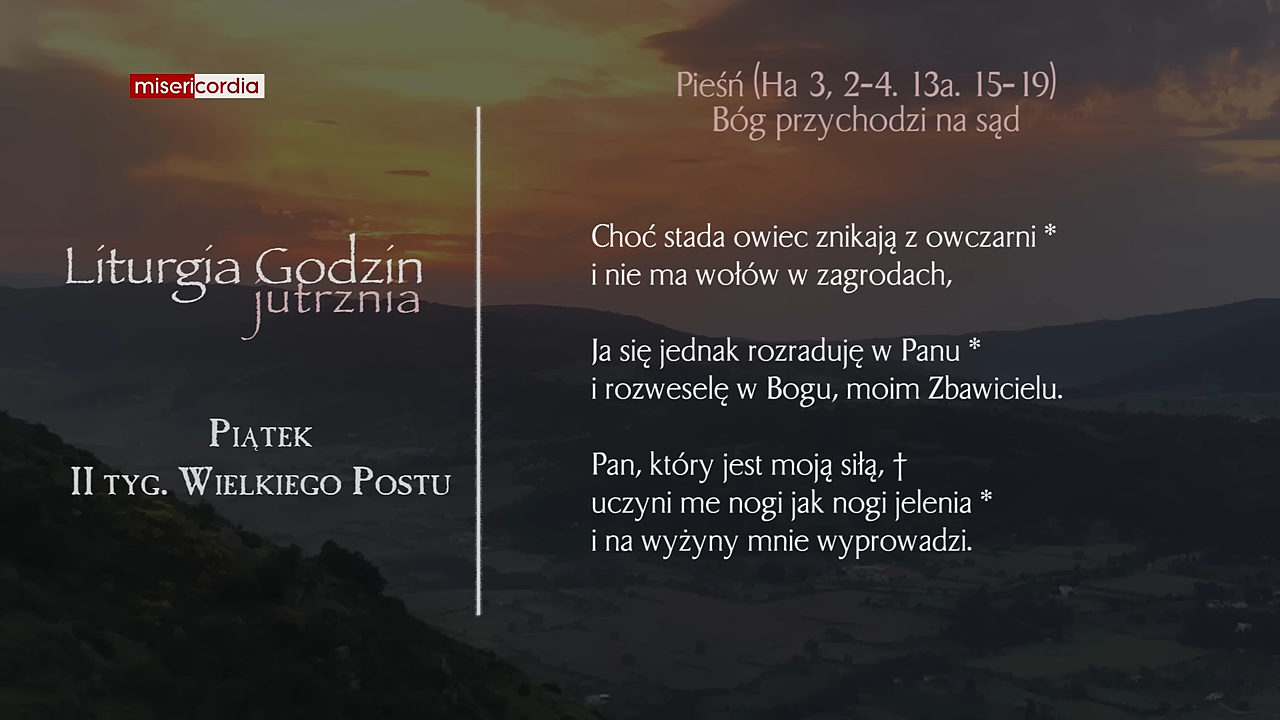 misericordia
Liturgia Godzin
jutrznia
Piątek
II tyg. Wielkiego Postu
Pieśń (Ha 3, 2-4. 13a. 15-19)
Bóg przychodzi na sąd
Choć stada owiec znikają z owczarni *
i nie ma wołów w zagrodach,
Ja się jednak rozraduję w Panu *
i rozweselę w Bogu, moim Zbawicielu.
Pan, który jest moją siłą, †
uczyni me nogi jak nogi jelenia *
i na wyżyny mnie wyprowadzi.